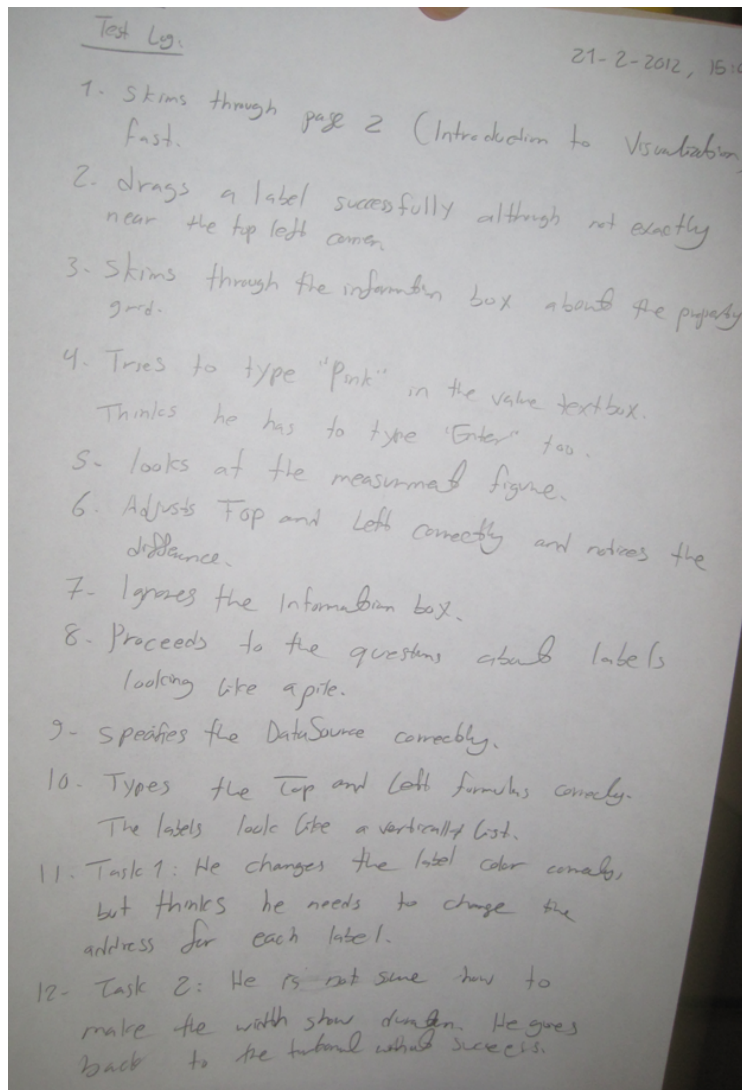 Test Log.
21-2-2012, 15:
1- Skims through page 2 (Introduction to Visualization)
fast.
2. drags a label successfully although not exactly
near the top left corner
3- Skims through the information box about the property
grid.
4. Tries to type "Pink" in the value textbox.
Thinks he has to type "Enter" too.
5- looks at the measurment figure.
6. Adjusts Top and Left correctly and notices the
difference.
7- Ignores the Information box.
8- Proceeds to the questions about labels
looking like a pile.
9- specifies the DataSource correctly.
10. Types the Top and Left formulas correctly.
The labels look like a vertically list.
11. Task 1: He changes the label color correctly,
but thinks he needs to change the
address for each label.
12- Task 2: He is not sure how to
make the width show duration. He goes
back to the tutorial without success.